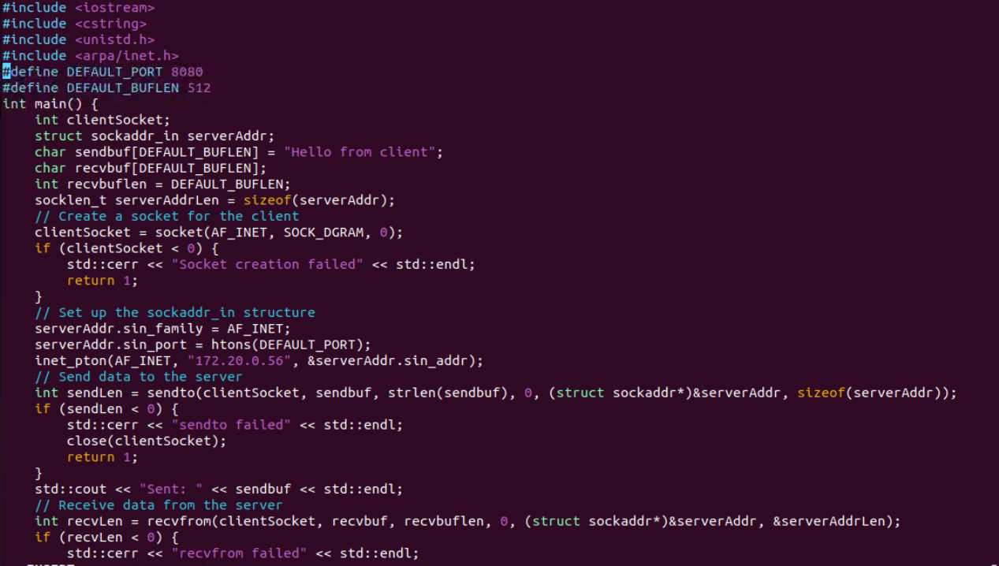 #include <iostream>
#include <cstring>
#include <unistd.h>
#include <arpa/inet.h>
#define DEFAULT_PORT 8080
#define DEFAULT_BUFLEN 512
int main() {
    int clientSocket;
    struct sockaddr_in serverAddr;
    char sendbuf[DEFAULT_BUFLEN] = "Hello from client";
    char recvbuf[DEFAULT_BUFLEN];
    int recvbuflen = DEFAULT_BUFLEN;
    socklen_t serverAddrLen = sizeof(serverAddr);
    // Create a socket for the client
    clientSocket = socket(AF_INET, SOCK_DGRAM, 0);
    if (clientSocket < 0) {
        std::cerr << "Socket creation failed" << std::endl;
        return 1;
    }
    // Set up the sockaddr_in structure
    serverAddr.sin_family = AF_INET;
    serverAddr.sin_port = htons(DEFAULT_PORT);
    inet_pton(AF_INET, "172.20.0.56", &serverAddr.sin_addr);
    // Send data to the server
    int sendLen = sendto(clientSocket, sendbuf, strlen(sendbuf), 0, (struct sockaddr*)&serverAddr, sizeof(serverAddr));
    if (sendLen < 0) {
        std::cerr << "sendto failed" << std::endl;
        close(clientSocket);
        return 1;
    }
    std::cout << "Sent: " << sendbuf << std::endl;
    // Receive data from the server
    int recvLen = recvfrom(clientSocket, recvbuf, recvbuflen, 0, (struct sockaddr*)&serverAddr, &serverAddrLen);
    if (recvLen < 0) {
        std::cerr << "recvfrom failed" << std::endl;